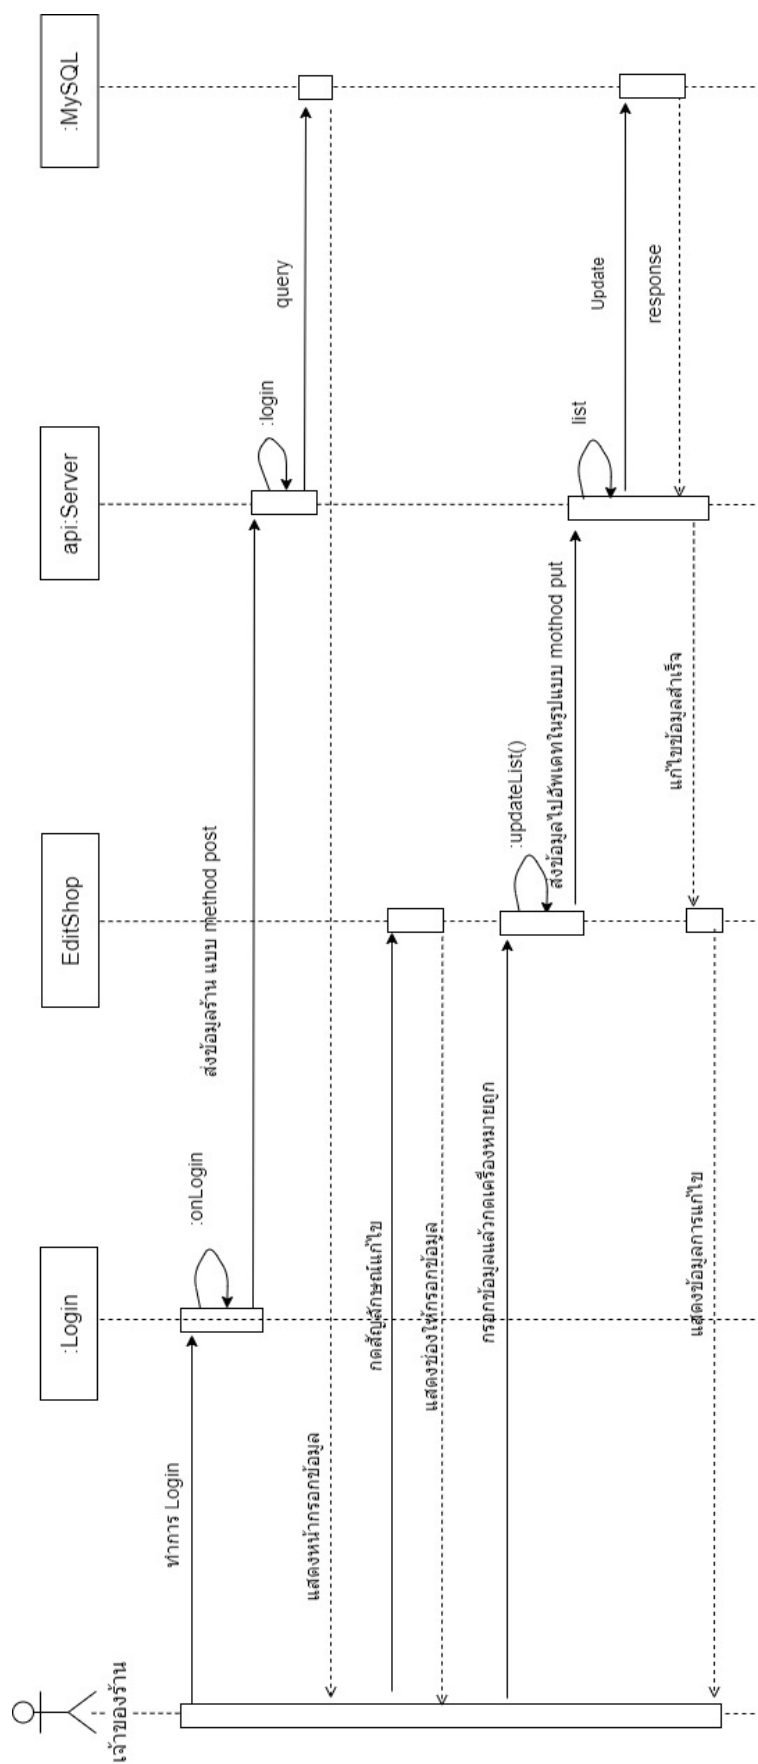 เจ้าของร้าน
:Login
EditShop
api:Server
:MySQL
ทำการ Login
:onLogin
ส่งข้อมูลร้าน แบบ method post
:login
query
แสดงหน้ากรอกข้อมูล
กดสัญลักษณ์แก้ไข
แสดงช่องให้กรอกข้อมูล
กรอกข้อมูลแล้วกดเครื่องหมายถูก
:updateList()
ส่งข้อมูลไปอัพเดทในรูปแบบ mothod put
list
Update
response
แก้ไขข้อมูลสำเร็จ
แสดงข้อมูลการแก้ไข